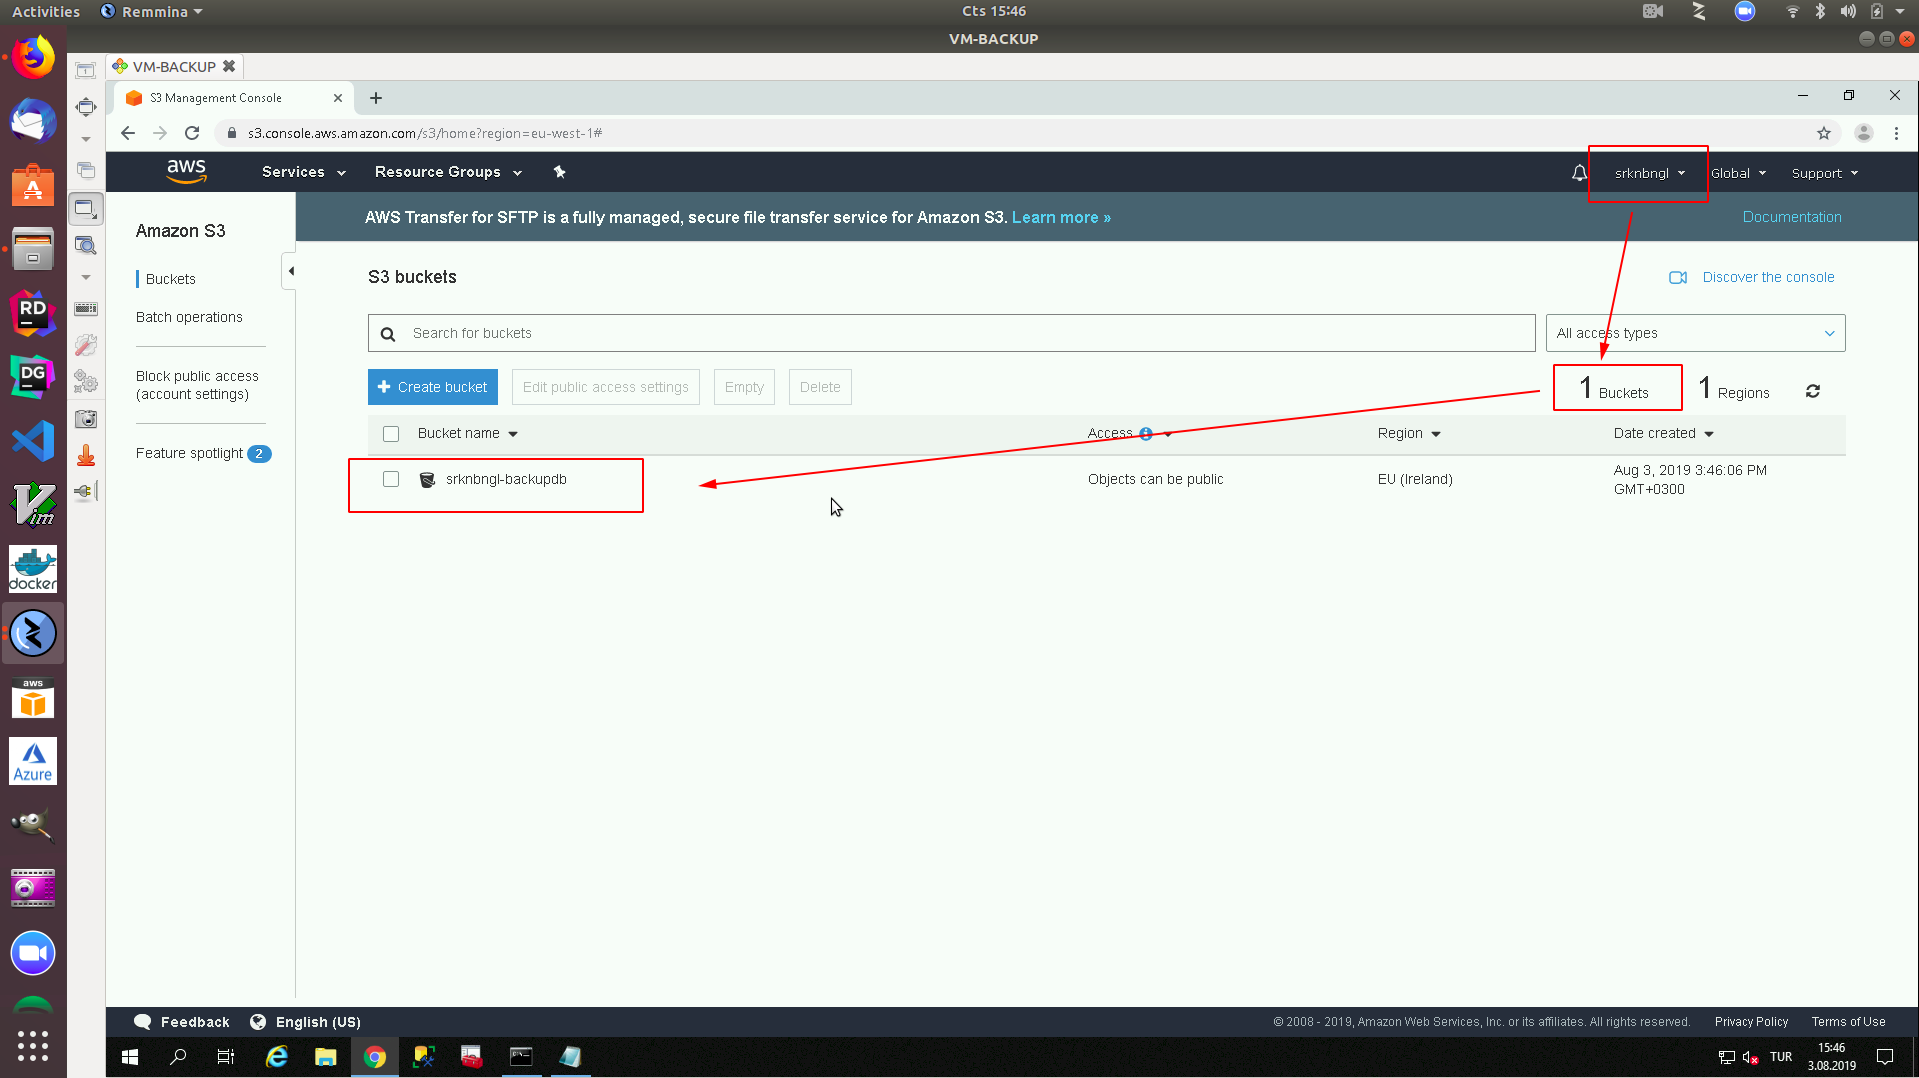 Activities Remmina Cts 15:46
VM-BACKUP
VM-BACKUP
S3 Management Console
s3.console.aws.amazon.com/s3/home?region=eu-west-1#
aws Services Resource Groups srknbngl Global Support
AWS Transfer for SFTP is a fully managed, secure file transfer service for Amazon S3. Learn more » Documentation
Amazon S3
Buckets
Batch operations
Block public access
(account settings)
Feature spotlight 2
S3 buckets Discover the console
Search for buckets All access types
Create bucket Edit public access settings Empty Delete 1 Buckets 1 Regions
Bucket name Access Region Date created
srknbngl-backupdb Objects can be public EU (Ireland) Aug 3, 2019 3:46:06 PM
GMT+0300
RD
DG
Vim
docker
aws
Azure
Feedback English (US) © 2008 - 2019, Amazon Web Services, Inc. or its affiliates. All rights reserved. Privacy Policy Terms of Use
TUR 15:46
3.08.2019